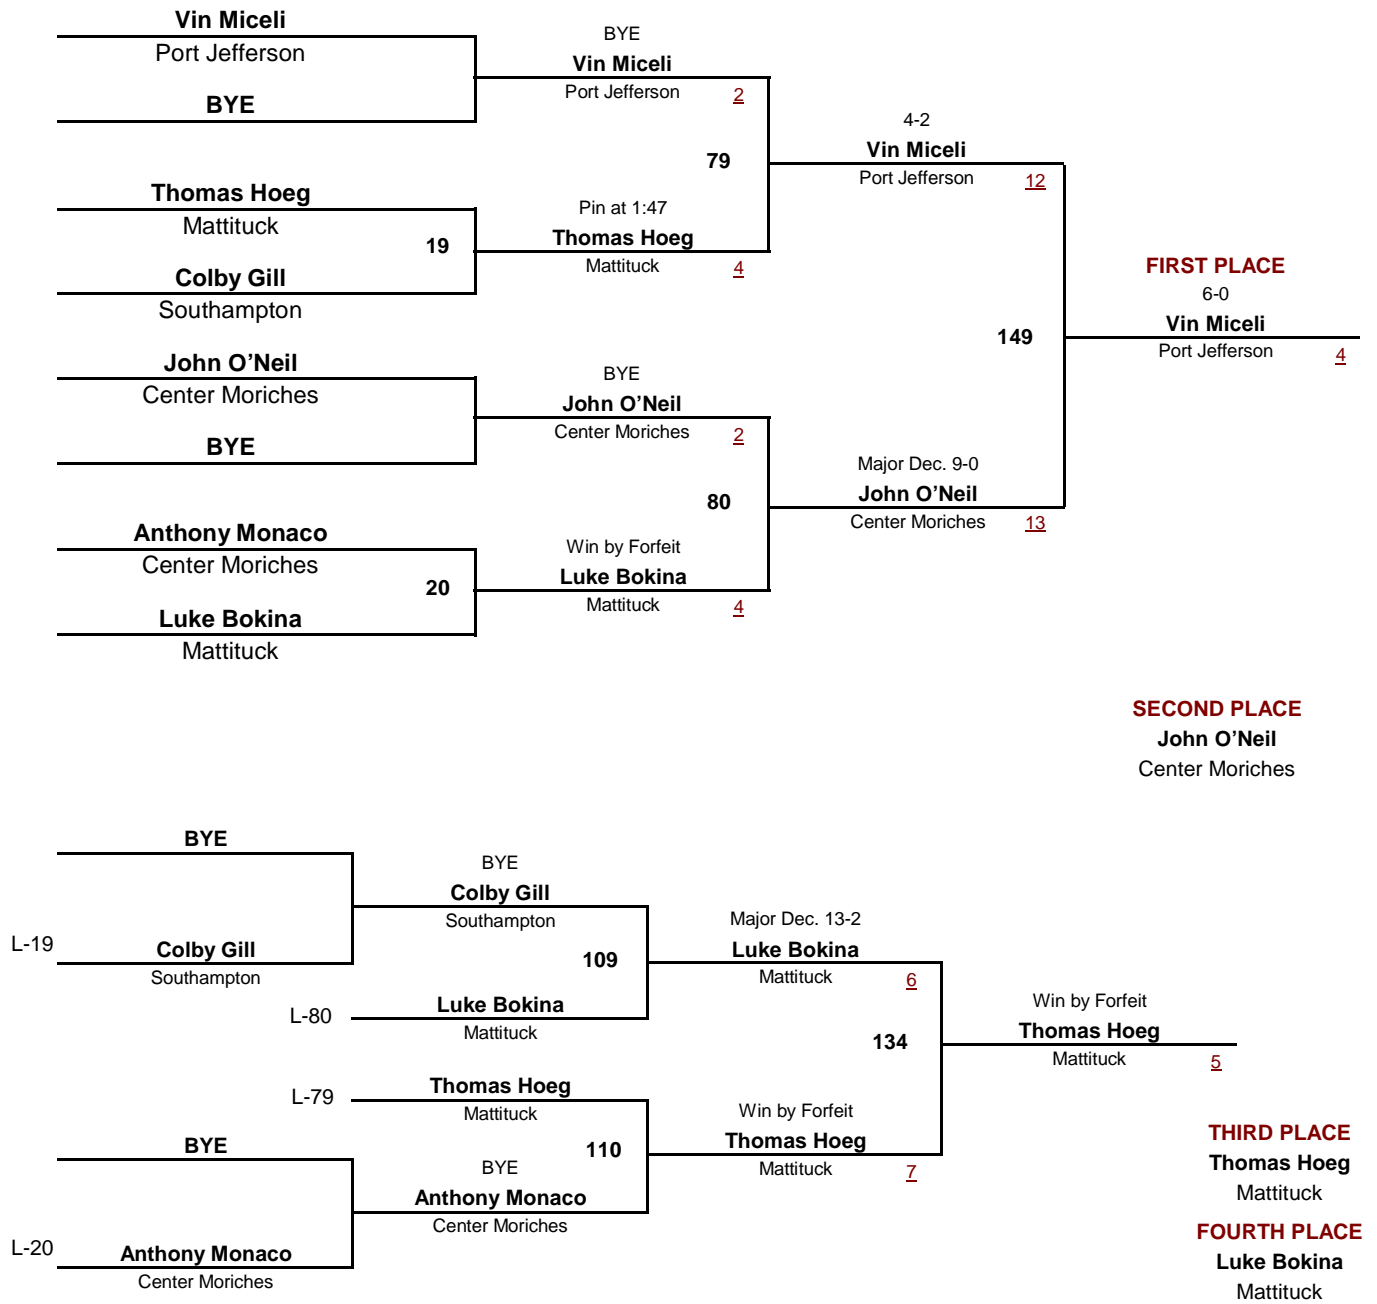 Vin Miceli
Port Jefferson
BYE
Thomas Hoeg
Mattituck
19
Colby Gill
Southampton
John O’Neil
Center Moriches
BYE
Anthony Monaco
Center Moriches
20
Luke Bokina
Mattituck
BYE
Vin Miceli
Port Jefferson 2
79
Pin at 1:47
Thomas Hoeg
Mattituck 4
BYE
John O’Neil
Center Moriches 2
80
Win by Forfeit
Luke Bokina
Mattituck 4
4-2
Vin Miceli
Port Jefferson 12
149
Major Dec. 9-0
John O’Neil
Center Moriches 13
FIRST PLACE
6-0
Vin Miceli
Port Jefferson 4
SECOND PLACE
John O’Neil
Center Moriches
BYE
L-19 Colby Gill
Southampton
BYE
L-20 Anthony Monaco
Center Moriches
BYE
Colby Gill
Southampton
109
L-80 Luke Bokina
Mattituck
L-79 Thomas Hoeg
Mattituck
110
BYE
Anthony Monaco
Center Moriches
Major Dec. 13-2
Luke Bokina
Mattituck 6
134
Win by Forfeit
Thomas Hoeg
Mattituck 7
Win by Forfeit
Thomas Hoeg
Mattituck 5
THIRD PLACE
Thomas Hoeg
Mattituck
FOURTH PLACE
Luke Bokina
Mattituck